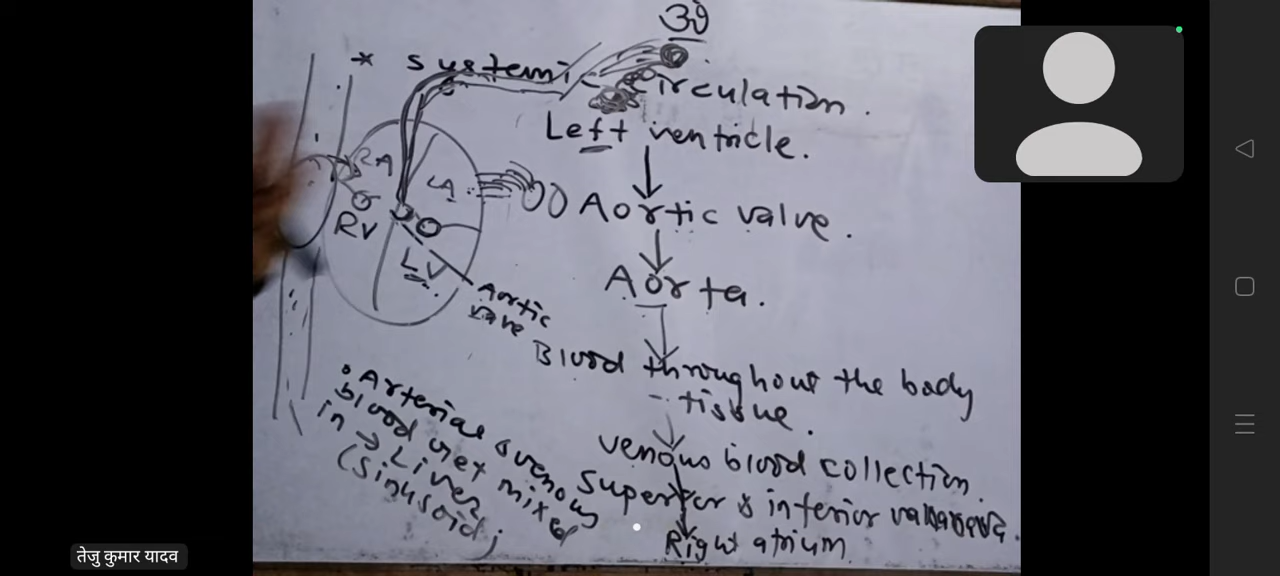 * systemic circulation.
Left ventricle.
Aortic valve.
Aorta.
Blood throughout the body
- tissue.
venous blood collection.
superior & inferior
Right atrium
RA
LA
RV
LV
Aortic
valve
• Arterial & venous
blood get mixed
in → Liver
(sinusoid)
तेजु कुमार यादव